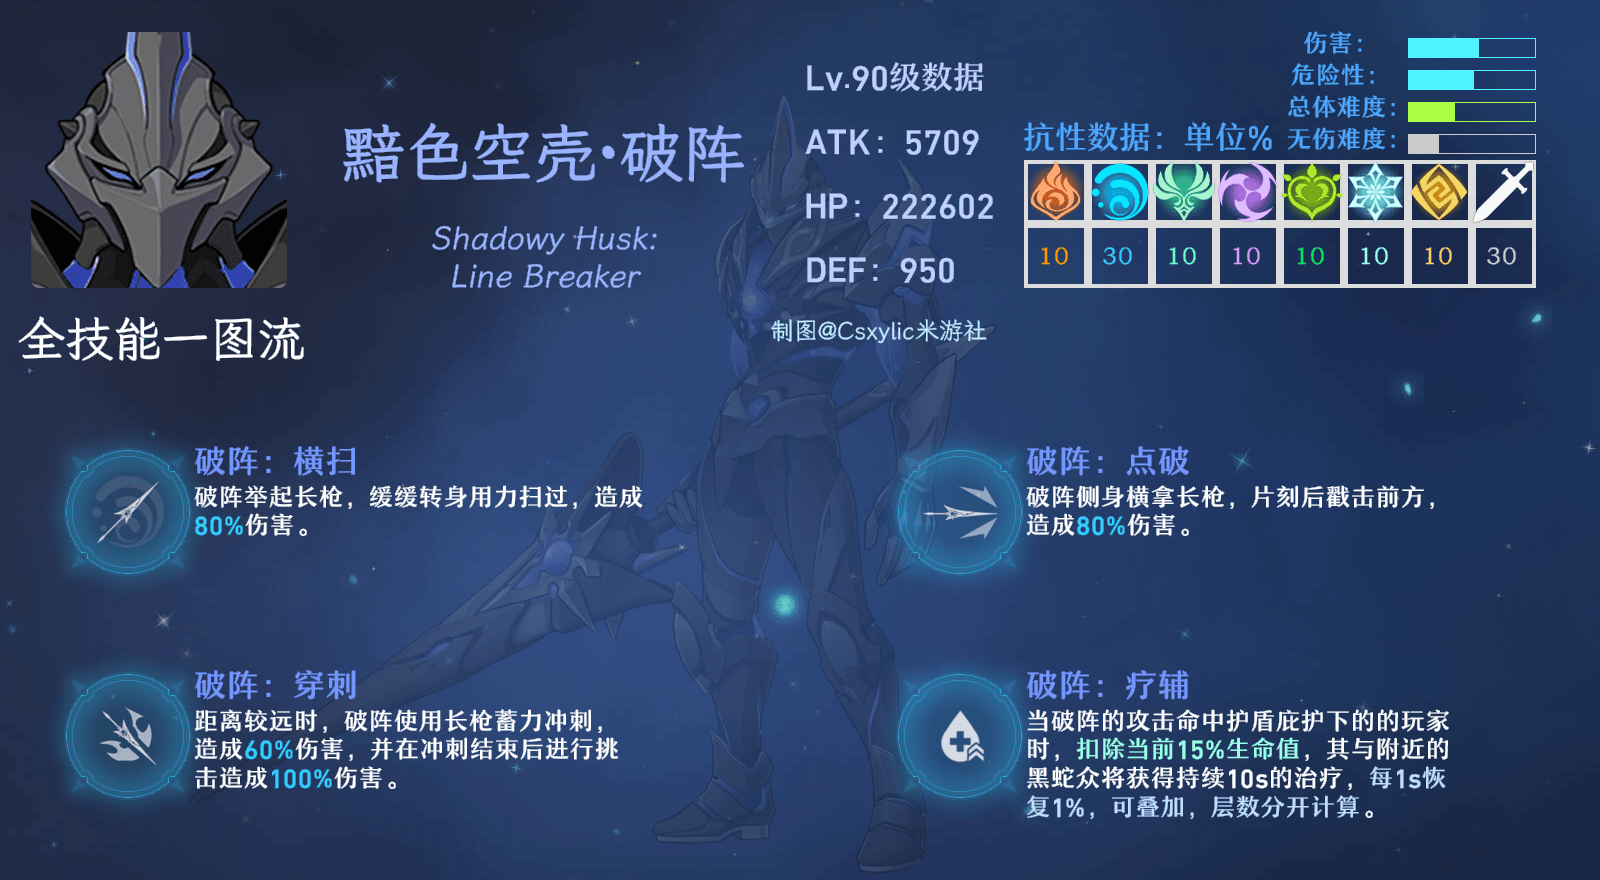 伤害：
危险性：
总体难度：
无伤难度：
Lv.90级数据
黯色空壳·破阵
ATK：5709
抗性数据：单位%
HP：222602
Shadowy Husk:
Line Breaker
DEF：950
10 30 10 10 10 10 10 30
制图@Csxylic米游社
全技能一图流
破阵：横扫
破阵举起长枪，缓缓转身用力扫过，造成
80%伤害。
破阵：点破
破阵侧身横拿长枪，片刻后戳击前方，
造成80%伤害。
破阵：穿刺
距离较远时，破阵使用长枪蓄力冲刺，
造成60%伤害，并在冲刺结束后进行挑
击造成100%伤害。
破阵：疗辅
当破阵的攻击命中护盾庇护下的的玩家
时，扣除当前15%生命值，其与附近的
黑蛇众将获得持续10s的治疗，每1s恢
复1%，可叠加，层数分开计算。